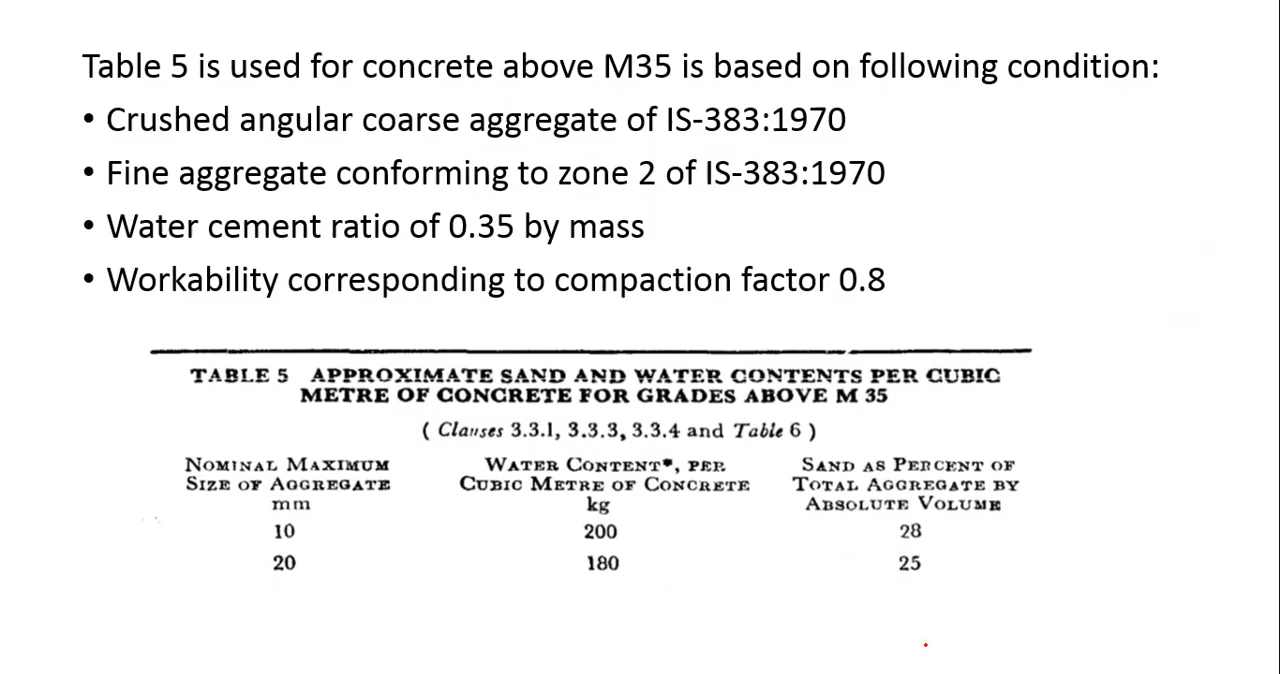 Table 5 is used for concrete above M35 is based on following condition:
• Crushed angular coarse aggregate of IS-383:1970
• Fine aggregate conforming to zone 2 of IS-383:1970
• Water cement ratio of 0.35 by mass
• Workability corresponding to compaction factor 0.8
TABLE 5 APPROXIMATE SAND AND WATER CONTENTS PER CUBIC
METRE OF CONCRETE FOR GRADES ABOVE M 35
( Clauses 3.3.1, 3.3.3, 3.3.4 and Table 6 )
NOMINAL MAXIMUM WATER CONTENT*, PER SAND AS PERCENT OF
SIZE OF AGGREGATE CUBIC METRE OF CONCRETE TOTAL AGGREGATE BY
mm kg ABSOLUTE VOLUME
10 200 28
20 180 25